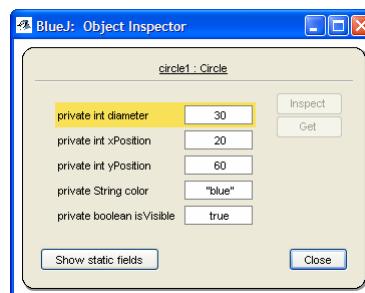 BlueJ: Object Inspector
circle1 : Circle
private int diameter 30
Inspect
Get
private int xPosition 20
private int yPosition 60
private String color "blue"
private boolean isVisible true
Show static fields
Close